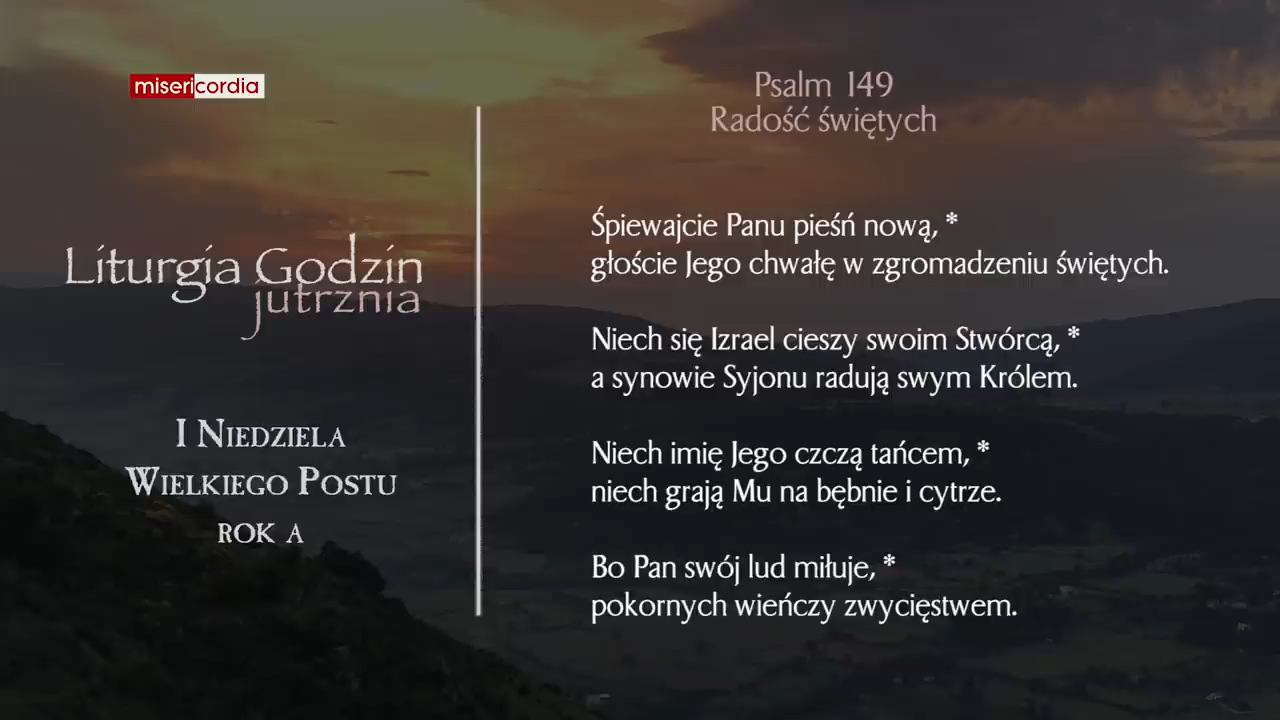 misericordia
Liturgia Godzin
jutrznia
I Niedziela
Wielkiego Postu
rok a
Psalm 149
Radość świętych
Śpiewajcie Panu pieśń nową, *
głoście Jego chwałę w zgromadzeniu świętych.
Niech się Izrael cieszy swoim Stwórcą, *
a synowie Syjonu radują swym Królem.
Niech imię Jego czczą tańcem, *
niech grają Mu na bębnie i cytrze.
Bo Pan swój lud miłuje, *
pokornych wieńczy zwycięstwem.